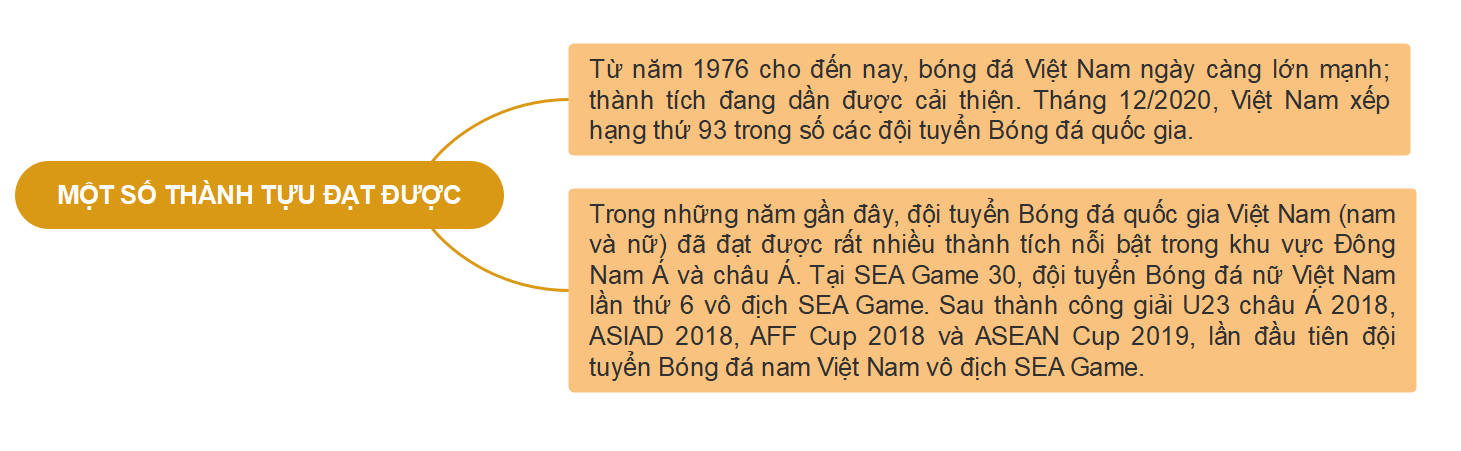 MỘT SỐ THÀNH TỰU ĐẠT ĐƯỢC
Từ năm 1976 cho đến nay, bóng đá Việt Nam ngày càng lớn mạnh;
thành tích đang dần được cải thiện. Tháng 12/2020, Việt Nam xếp
hạng thứ 93 trong số các đội tuyển Bóng đá quốc gia.
Trong những năm gần đây, đội tuyển Bóng đá quốc gia Việt Nam (nam
và nữ) đã đạt được rất nhiều thành tích nỗi bật trong khu vực Đông
Nam Á và châu Á. Tại SEA Game 30, đội tuyển Bóng đá nữ Việt Nam
lần thứ 6 vô địch SEA Game. Sau thành công giải U23 châu Á 2018,
ASIAD 2018, AFF Cup 2018 và ASEAN Cup 2019, lần đầu tiên đội
tuyển Bóng đá nam Việt Nam vô địch SEA Game.